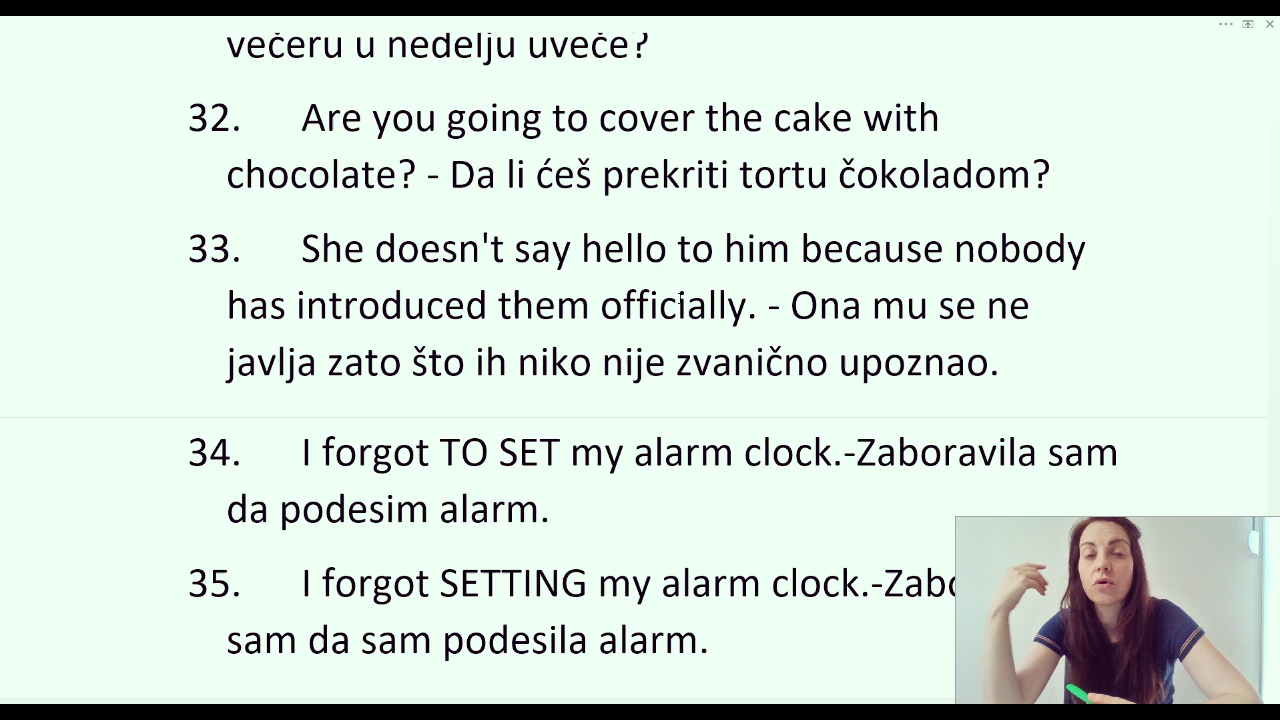 večeru u nedelju uveče?
32. Are you going to cover the cake with
chocolate? - Da li ćeš prekriti tortu čokoladom?
33. She doesn't say hello to him because nobody
has introduced them officially. - Ona mu se ne
javlja zato što ih niko nije zvanično upoznao.
34. I forgot TO SET my alarm clock.-Zaboravila sam
da podesim alarm.
35. I forgot SETTING my alarm clock.-Zabo
sam da sam podesila alarm.